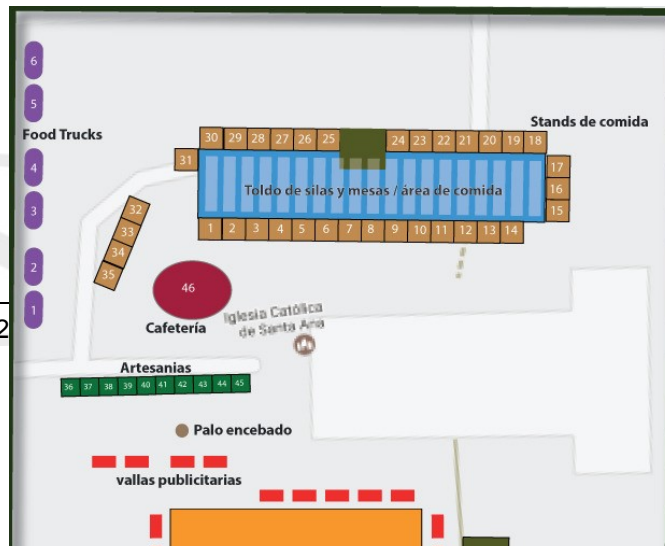 6
5
Food Trucks
4
3
2
1
30 29 28 27 26 25 24 23 22 21 20 19 18
Stands de comida
31
17
16
15
Toldo de silas y mesas / área de comida
1 2 3 4 5 6 7 8 9 10 11 12 13 14
32
33
34
35
46
Cafetería
Iglesia Católica
de Santa Ana
2
Artesanias
36 37 38 39 40 41 42 43 44 45
Palo encebado
vallas publicitarias